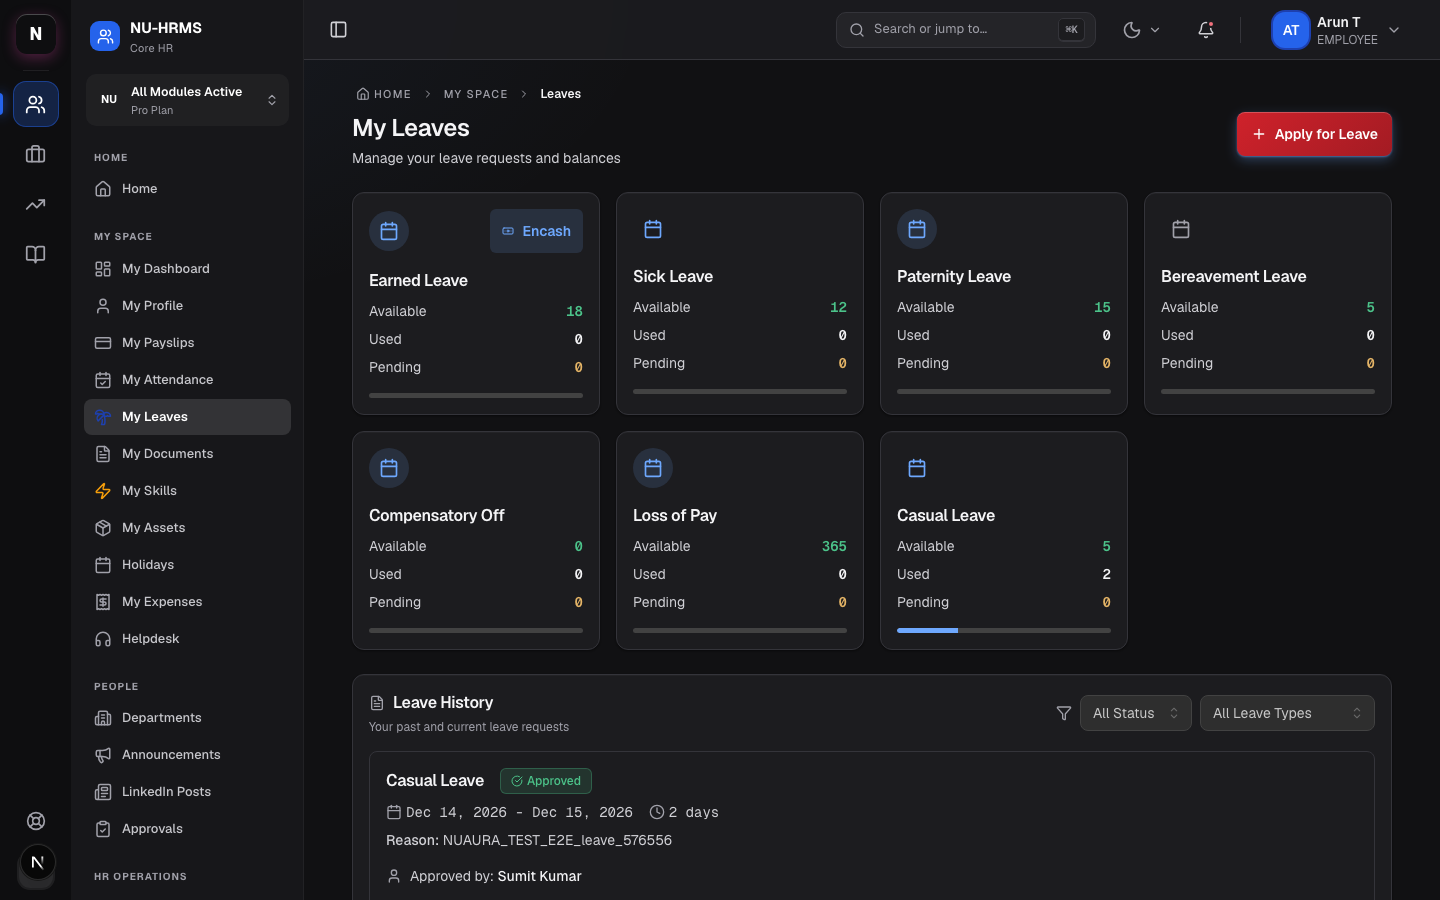 N
NU-HRMS
Core HR
NU
All Modules Active
Pro Plan
HOME
Home
MY SPACE
My Dashboard
My Profile
My Payslips
My Attendance
My Leaves
My Documents
My Skills
My Assets
Holidays
My Expenses
Helpdesk
PEOPLE
Departments
Announcements
LinkedIn Posts
Approvals
HR OPERATIONS
N
Search or jump to...
⌘K
AT
Arun T
EMPLOYEE
HOME > MY SPACE > Leaves
My Leaves
Manage your leave requests and balances
+ Apply for Leave
Encash
Earned Leave
Available 18
Used 0
Pending 0
Sick Leave
Available 12
Used 0
Pending 0
Paternity Leave
Available 15
Used 0
Pending 0
Bereavement Leave
Available 5
Used 0
Pending 0
Compensatory Off
Available 0
Used 0
Pending 0
Loss of Pay
Available 365
Used 0
Pending 0
Casual Leave
Available 5
Used 2
Pending 0
Leave History
Your past and current leave requests
All Status
All Leave Types
Casual Leave Approved
Dec 14, 2026 - Dec 15, 2026 2 days
Reason: NUAURA_TEST_E2E_leave_576556
Approved by: Sumit Kumar